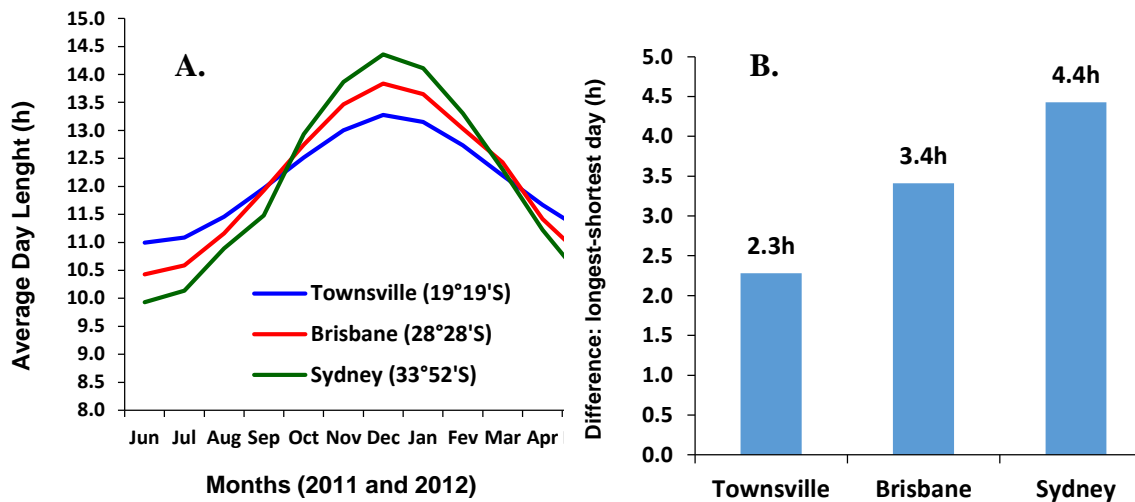 A.
Average Day Lenght (h)
15.0
14.5
14.0
13.5
13.0
12.5
12.0
11.5
11.0
10.5
10.0
9.5
9.0
8.5
8.0
Townsville (19°19'S)
Brisbane (28°28'S)
Sydney (33°52'S)
Jun Jul Aug Sep Oct Nov Dec Jan Fev Mar Apr
Months (2011 and 2012)
B.
Difference: longest-shortest day (h)
5.0
4.5
4.0
3.5
3.0
2.5
2.0
1.5
1.0
0.5
0.0
2.3h
3.4h
4.4h
Townsville Brisbane Sydney